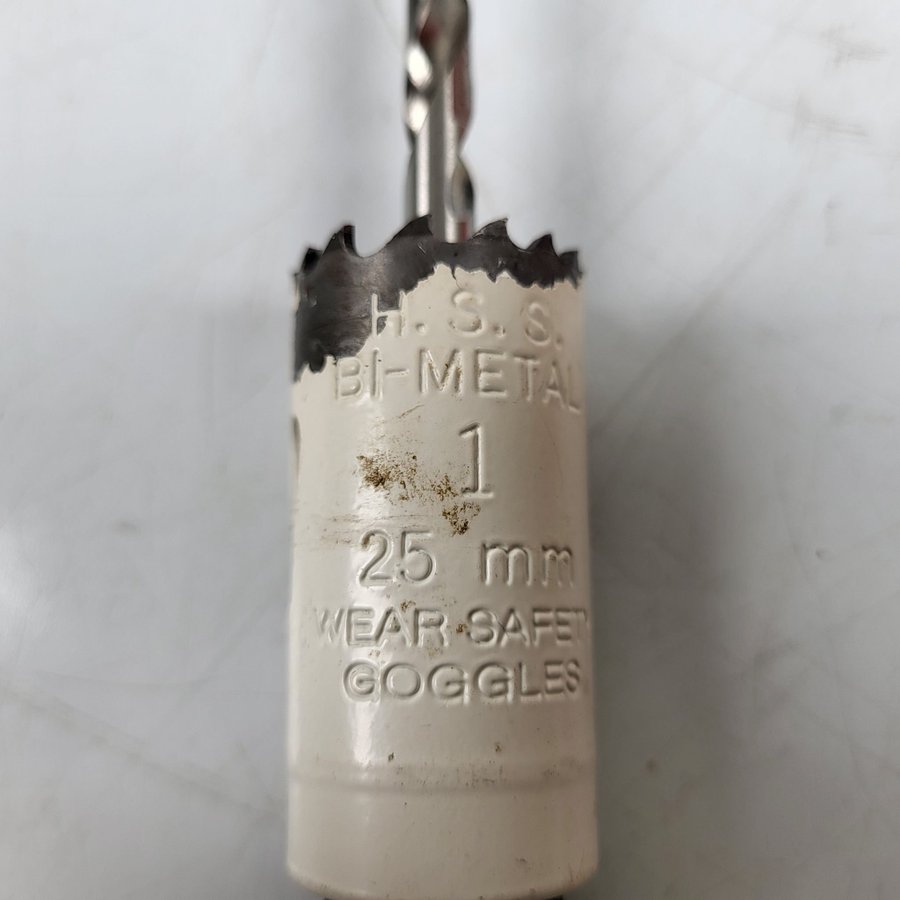 H.S.S.
BI-METAL
1
25 mm
WEAR SAFETY
GOGGLES